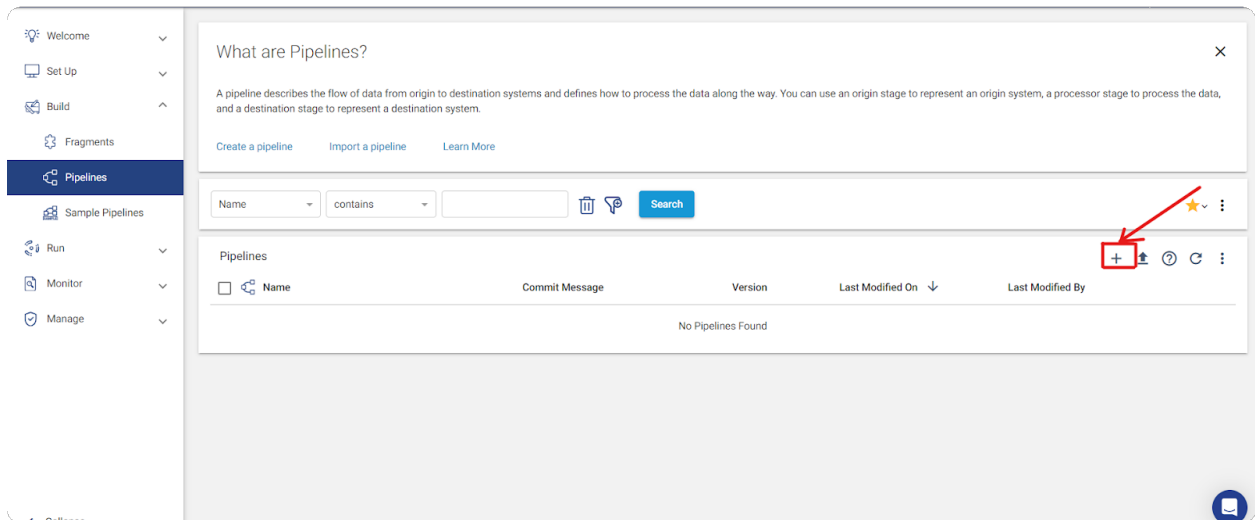 Welcome
Set Up
Build
Fragments
Pipelines
Sample Pipelines
Run
Monitor
Manage
What are Pipelines?
A pipeline describes the flow of data from origin to destination systems and defines how to process the data along the way. You can use an origin stage to represent an origin system, a processor stage to process the data,
and a destination stage to represent a destination system.
Create a pipeline Import a pipeline Learn More
Name contains Search
Pipelines
Name Commit Message Version Last Modified On Last Modified By
No Pipelines Found